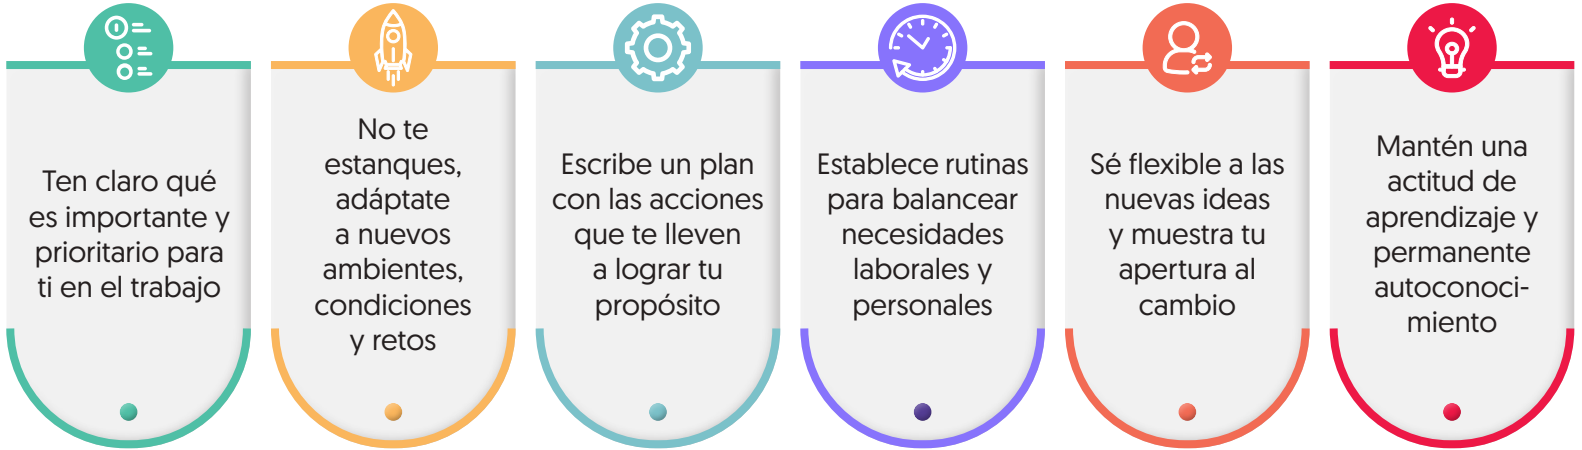 Ten claro qué
es importante y
prioritario para
ti en el trabajo
No te
estanques,
adáptate
a nuevos
ambientes,
condiciones
y retos
Escribe un plan
con las acciones
que te lleven
a lograr tu
propósito
Establece rutinas
para balancear
necesidades
laborales y
personales
Sé flexible a las
nuevas ideas
y muestra tu
apertura al
cambio
Mantén una
actitud de
aprendizaje y
permanente
autoconoci-
miento